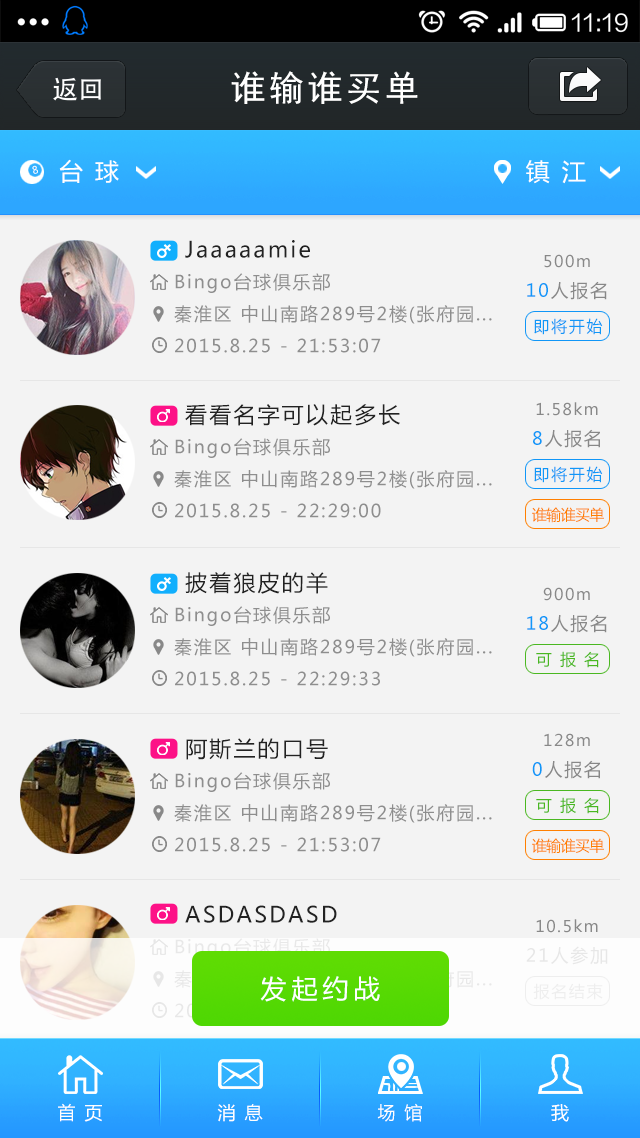 11:19
返回
谁输谁买单
台球
镇江
Jaaaaamie
Bingo台球俱乐部
秦淮区 中山南路289号2楼(张府园...
2015.8.25 - 21:53:07
500m
10人报名
即将开始
看看名字可以起多长
Bingo台球俱乐部
秦淮区 中山南路289号2楼(张府园...
2015.8.25 - 22:29:00
1.58km
8人报名
即将开始
谁输谁买单
披着狼皮的羊
Bingo台球俱乐部
秦淮区 中山南路289号2楼(张府园...
2015.8.25 - 22:29:33
900m
18人报名
可报名
阿斯兰的口号
Bingo台球俱乐部
秦淮区 中山南路289号2楼(张府园...
2015.8.25 - 21:53:07
128m
0人报名
可报名
谁输谁买单
ASDASDASD
Bingo台球俱乐部
秦
府园...
20
10.5km
21人参加
报名结束
发起约战
首页
消息
场馆
我